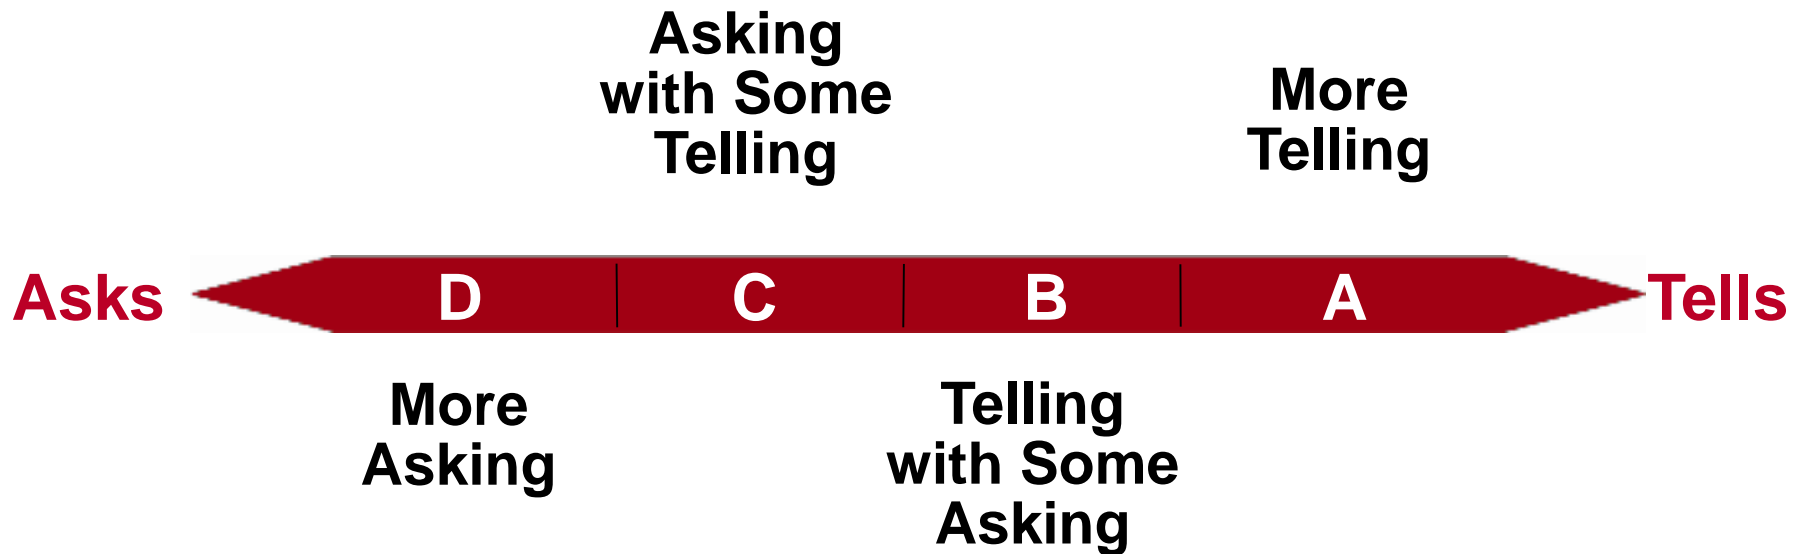 Asking
with Some
Telling
More
Telling
Asks D C B A Tells
More
Asking
Telling
with Some
Asking